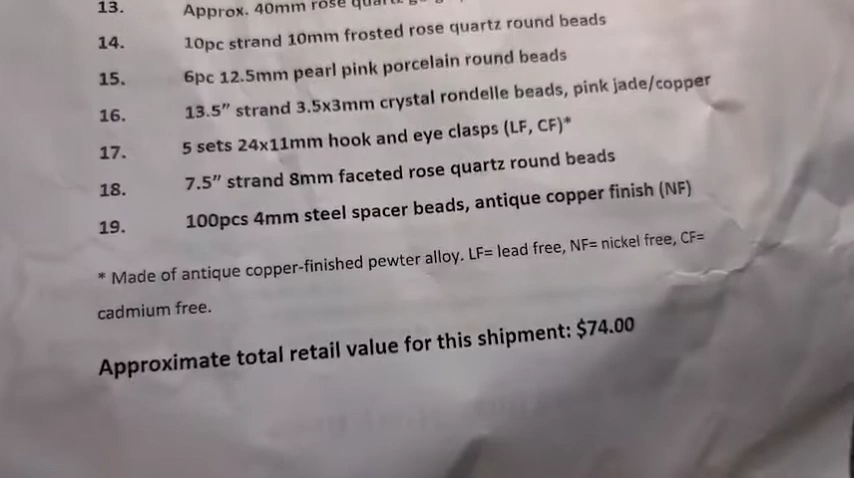 13. Approx. 40mm rose
14. 10pc strand 10mm frosted rose quartz round beads
15. 6pc 12.5mm pearl pink porcelain round beads
16. 13.5” strand 3.5x3mm crystal rondelle beads, pink jade/copper
17. 5 sets 24x11mm hook and eye clasps (LF, CF)*
18. 7.5” strand 8mm faceted rose quartz round beads
19. 100pcs 4mm steel spacer beads, antique copper finish (NF)
* Made of antique copper-finished pewter alloy. LF= lead free, NF= nickel free, CF=
cadmium free.
Approximate total retail value for this shipment: $74.00